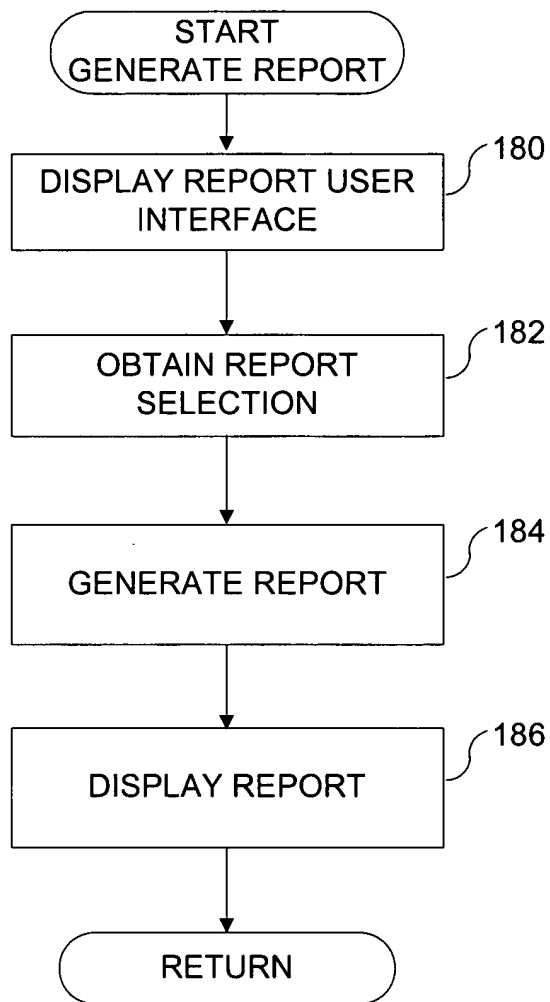 START
GENERATE REPORT
180
DISPLAY REPORT USER
INTERFACE
182
OBTAIN REPORT
SELECTION
184
GENERATE REPORT
186
DISPLAY REPORT
RETURN